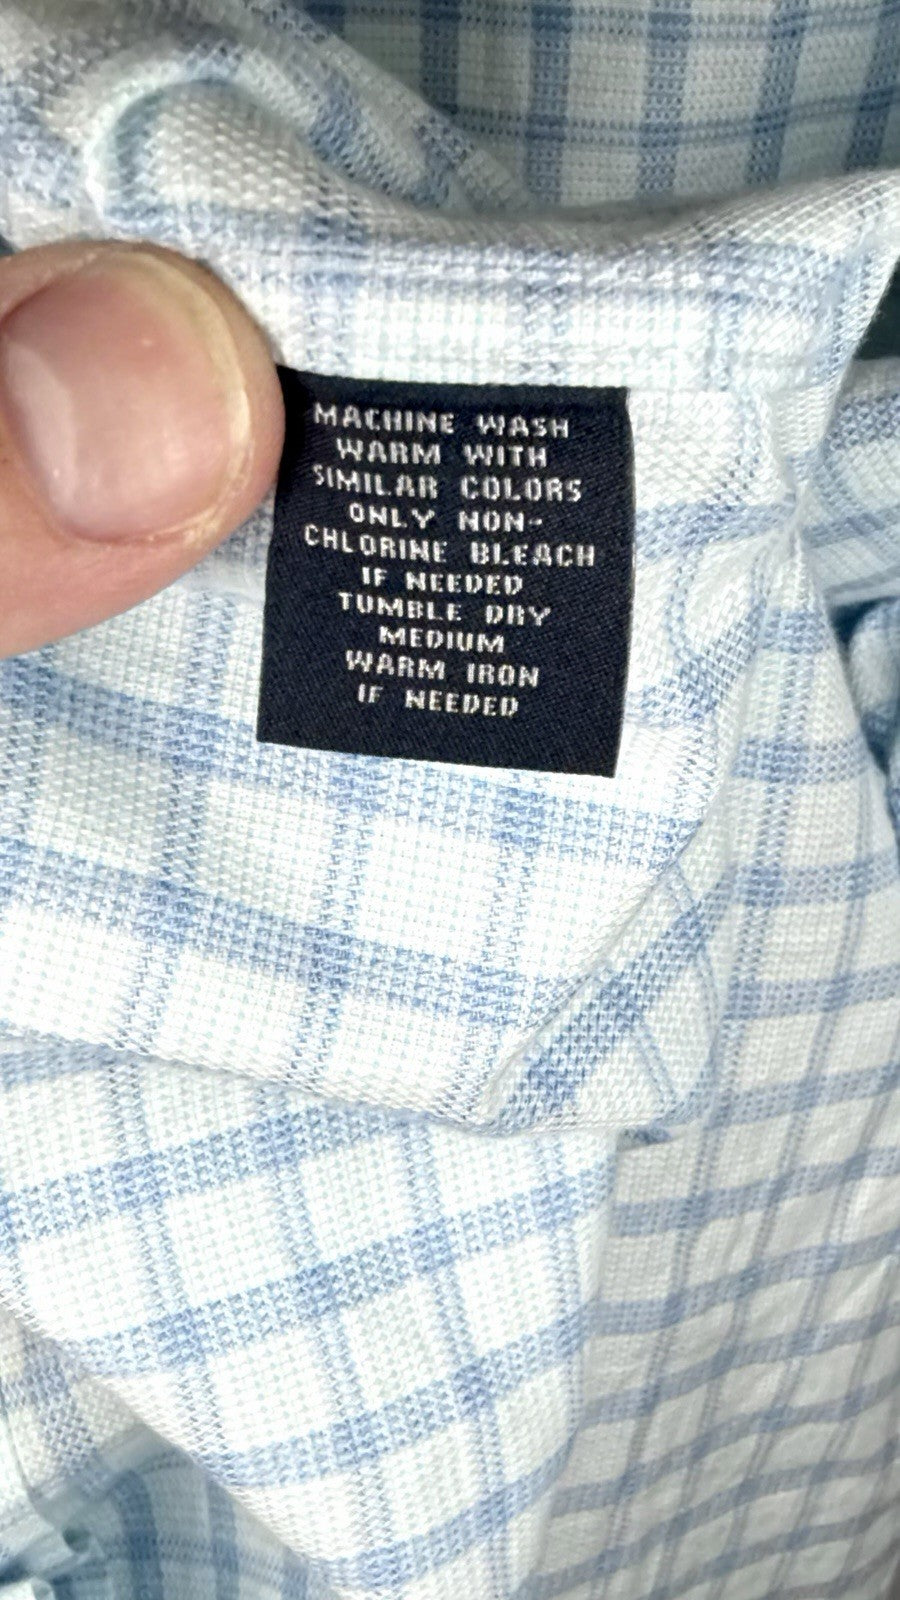 MACHINE WASH
WARM WITH
SIMILAR COLORS
ONLY NON-
CHLORINE BLEACH
IF NEEDED
TUMBLE DRY
MEDIUM
WARM IRON
IF NEEDED